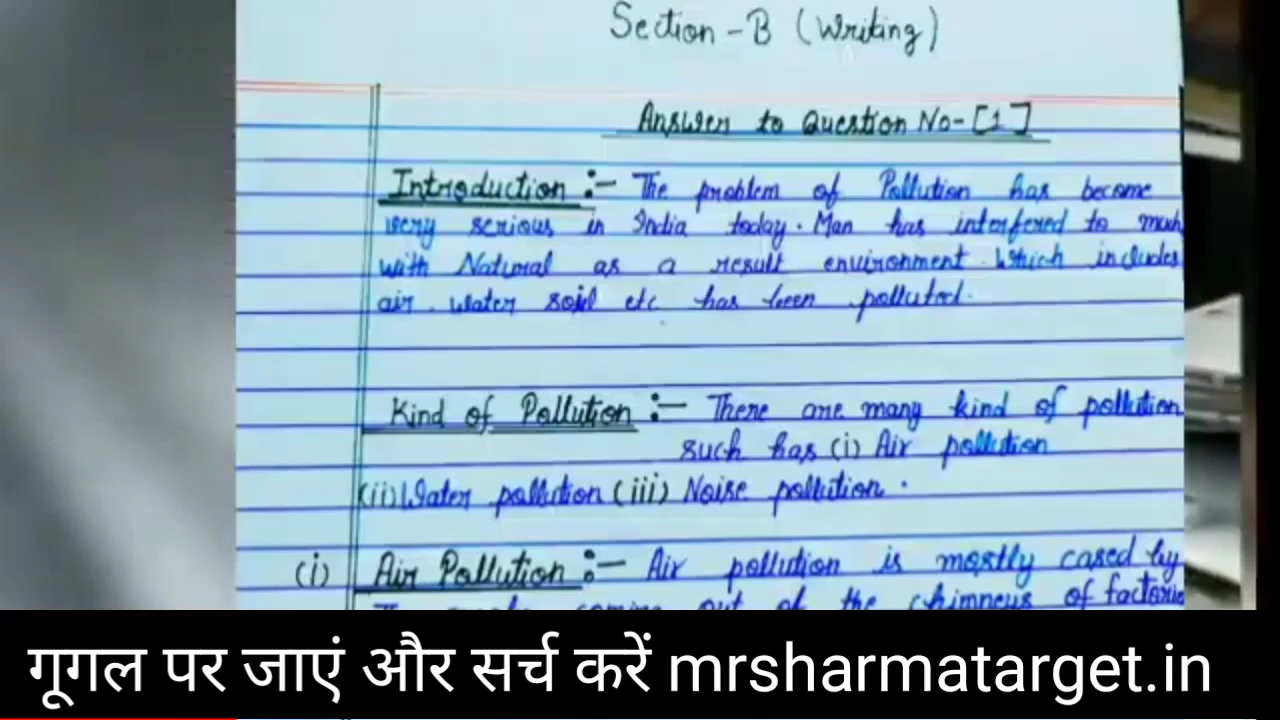 Section - B (Writing)
Answer to Question No - [1]
Introduction :- The problem of Pollution has become
very serious in India today. Man has interfered to much
with Natural as a result environment. Which includes
air. water soil etc has been polluted.
Kind of Pollution :- There are many kind of pollution
such has (i) Air pollution
(ii) Water pollution (iii) Noise pollution.
(i) Air Pollution :- Air pollution is mostly cased by
coming out of the chimneys of factories
गूगल पर जाएं और सर्च करें mrsharmatarget.in